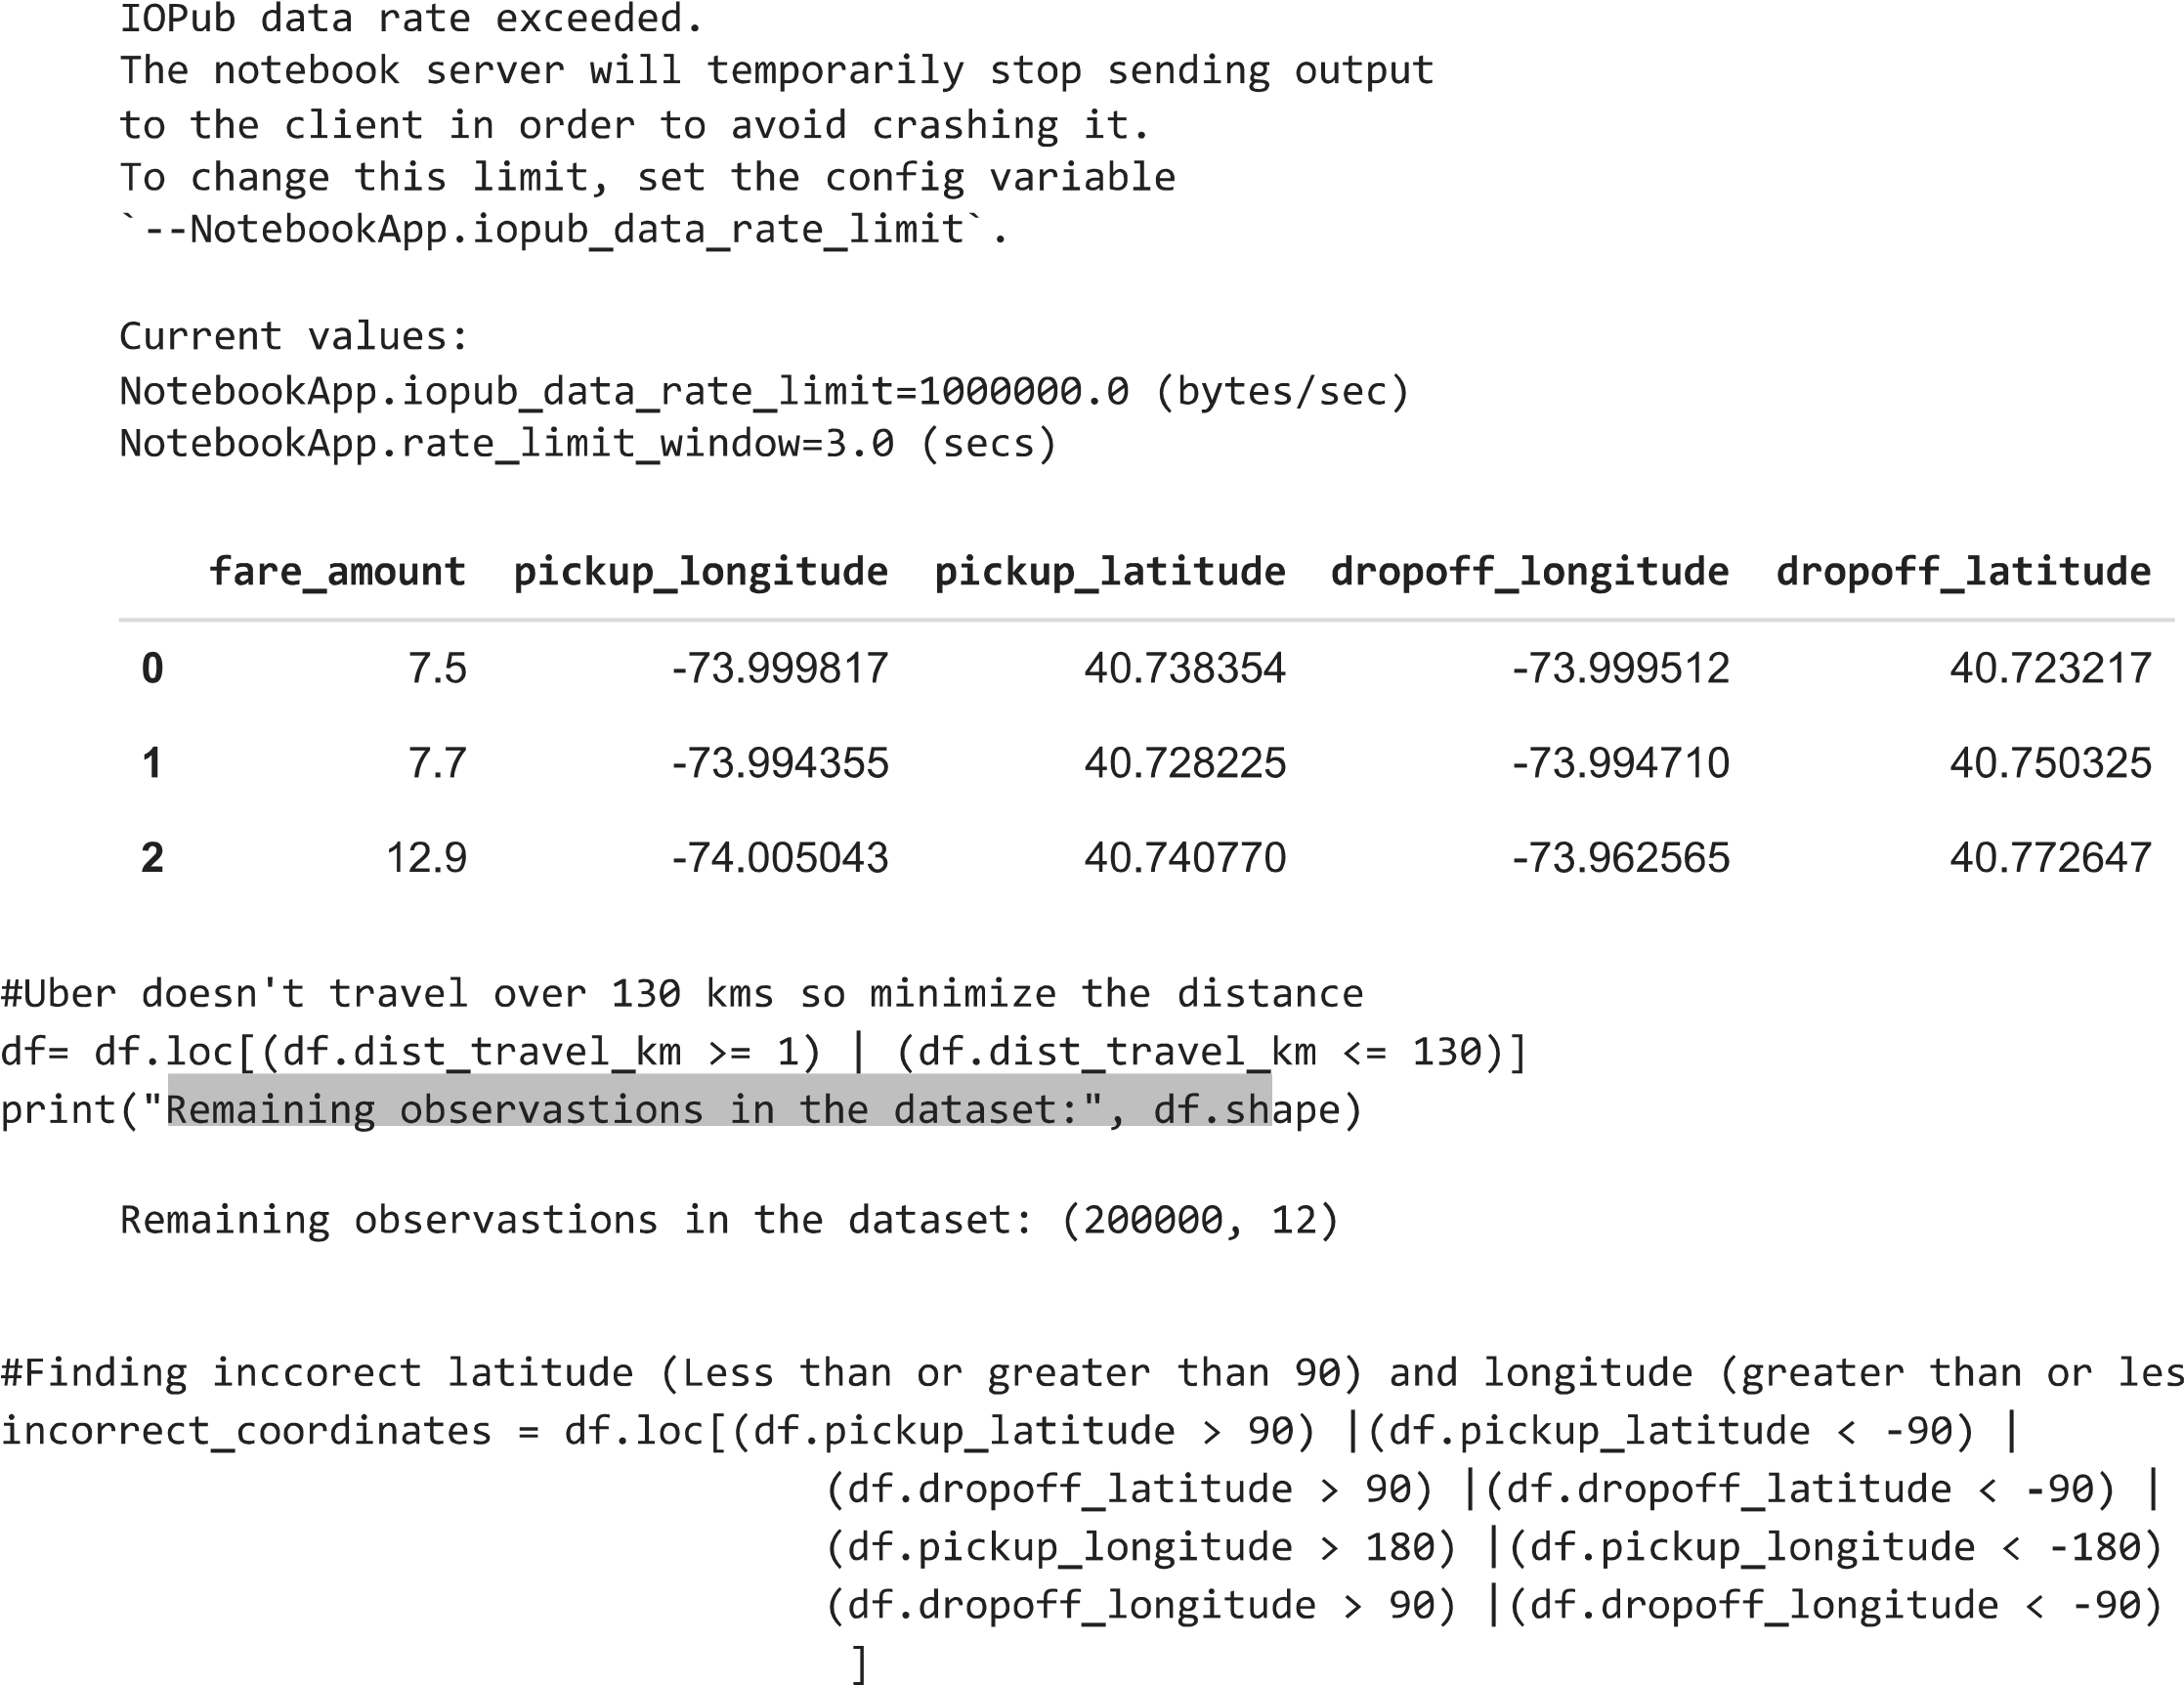 IOPub data rate exceeded.
The notebook server will temporarily stop sending output
to the client in order to avoid crashing it.
To change this limit, set the config variable
`--NotebookApp.iopub_data_rate_limit`.
Current values:
NotebookApp.iopub_data_rate_limit=1000000.0 (bytes/sec)
NotebookApp.rate_limit_window=3.0 (secs)
fare_amount pickup_longitude pickup_latitude dropoff_longitude dropoff_latitude
0 7.5 -73.999817 40.738354 -73.999512 40.723217
1 7.7 -73.994355 40.728225 -73.994710 40.750325
2 12.9 -74.005043 40.740770 -73.962565 40.772647
#Uber doesn't travel over 130 kms so minimize the distance
df= df.loc[(df.dist_travel_km >= 1) | (df.dist_travel_km <= 130)]
print("Remaining observastions in the dataset:", df.shape)
Remaining observastions in the dataset: (200000, 12)
#Finding inccorect latitude (Less than or greater than 90) and longitude (greater than or les
incorrect_coordinates = df.loc[(df.pickup_latitude > 90) |(df.pickup_latitude < -90) |
(df.dropoff_latitude > 90) |(df.dropoff_latitude < -90) |
(df.pickup_longitude > 180) |(df.pickup_longitude < -180)
(df.dropoff_longitude > 90) |(df.dropoff_longitude < -90)
]